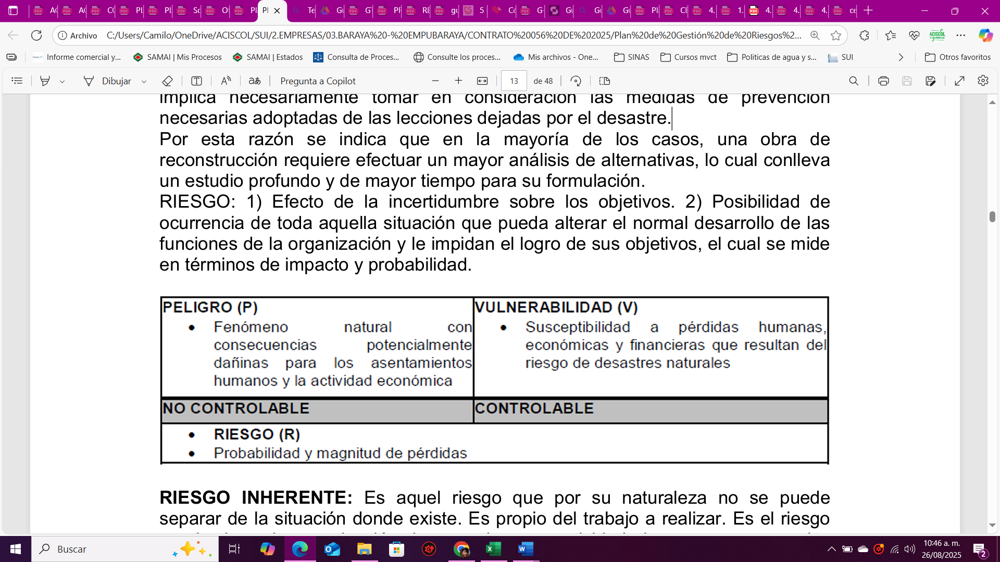 AC AC CC PL PL Sc Of Pl Pl Te Gu GT PF RE gu 5 Cc G- Gu Gu Gu Pl CE 4. 1. 4. 4. 4. ce
Archivo C:/Users/Camilo/OneDrive/ACISCOL/SUI/2.EMPRESAS/03.BARAYA%20-%20EMPUBARAYA/CONTRATO%20056%20DE%202025/Plan%20de%20Gestión%20de%20Riesgos%2...
Informe comercial y... SAMAI | Mis Procesos SAMAI | Estados Consulta de Proces... Consulte los proces... Mis archivos - One... SINAS Cursos mvct Politicas de agua y s... SUI Otros favoritos
Dibujar Pregunta a Copilot 13 de 48
implica necesariamente tomar en consideración las medidas de prevención
necesarias adoptadas de las lecciones dejadas por el desastre.
Por esta razón se indica que en la mayoría de los casos, una obra de
reconstrucción requiere efectuar un mayor análisis de alternativas, lo cual conlleva
un estudio profundo y de mayor tiempo para su formulación.
RIESGO: 1) Efecto de la incertidumbre sobre los objetivos. 2) Posibilidad de
ocurrencia de toda aquella situación que pueda alterar el normal desarrollo de las
funciones de la organización y le impidan el logro de sus objetivos, el cual se mide
en términos de impacto y probabilidad.
PELIGRO (P)
• Fenómeno natural con
consecuencias potencialmente
dañinas para los asentamientos
humanos y la actividad económica
VULNERABILIDAD (V)
• Susceptibilidad a pérdidas humanas,
económicas y financieras que resultan del
riesgo de desastres naturales
NO CONTROLABLE
CONTROLABLE
• RIESGO (R)
• Probabilidad y magnitud de pérdidas
RIESGO INHERENTE: Es aquel riesgo que por su naturaleza no se puede
separar de la situación donde existe. Es propio del trabajo a realizar. Es el riesgo
Buscar
10:46 a. m.
26/08/2025
2